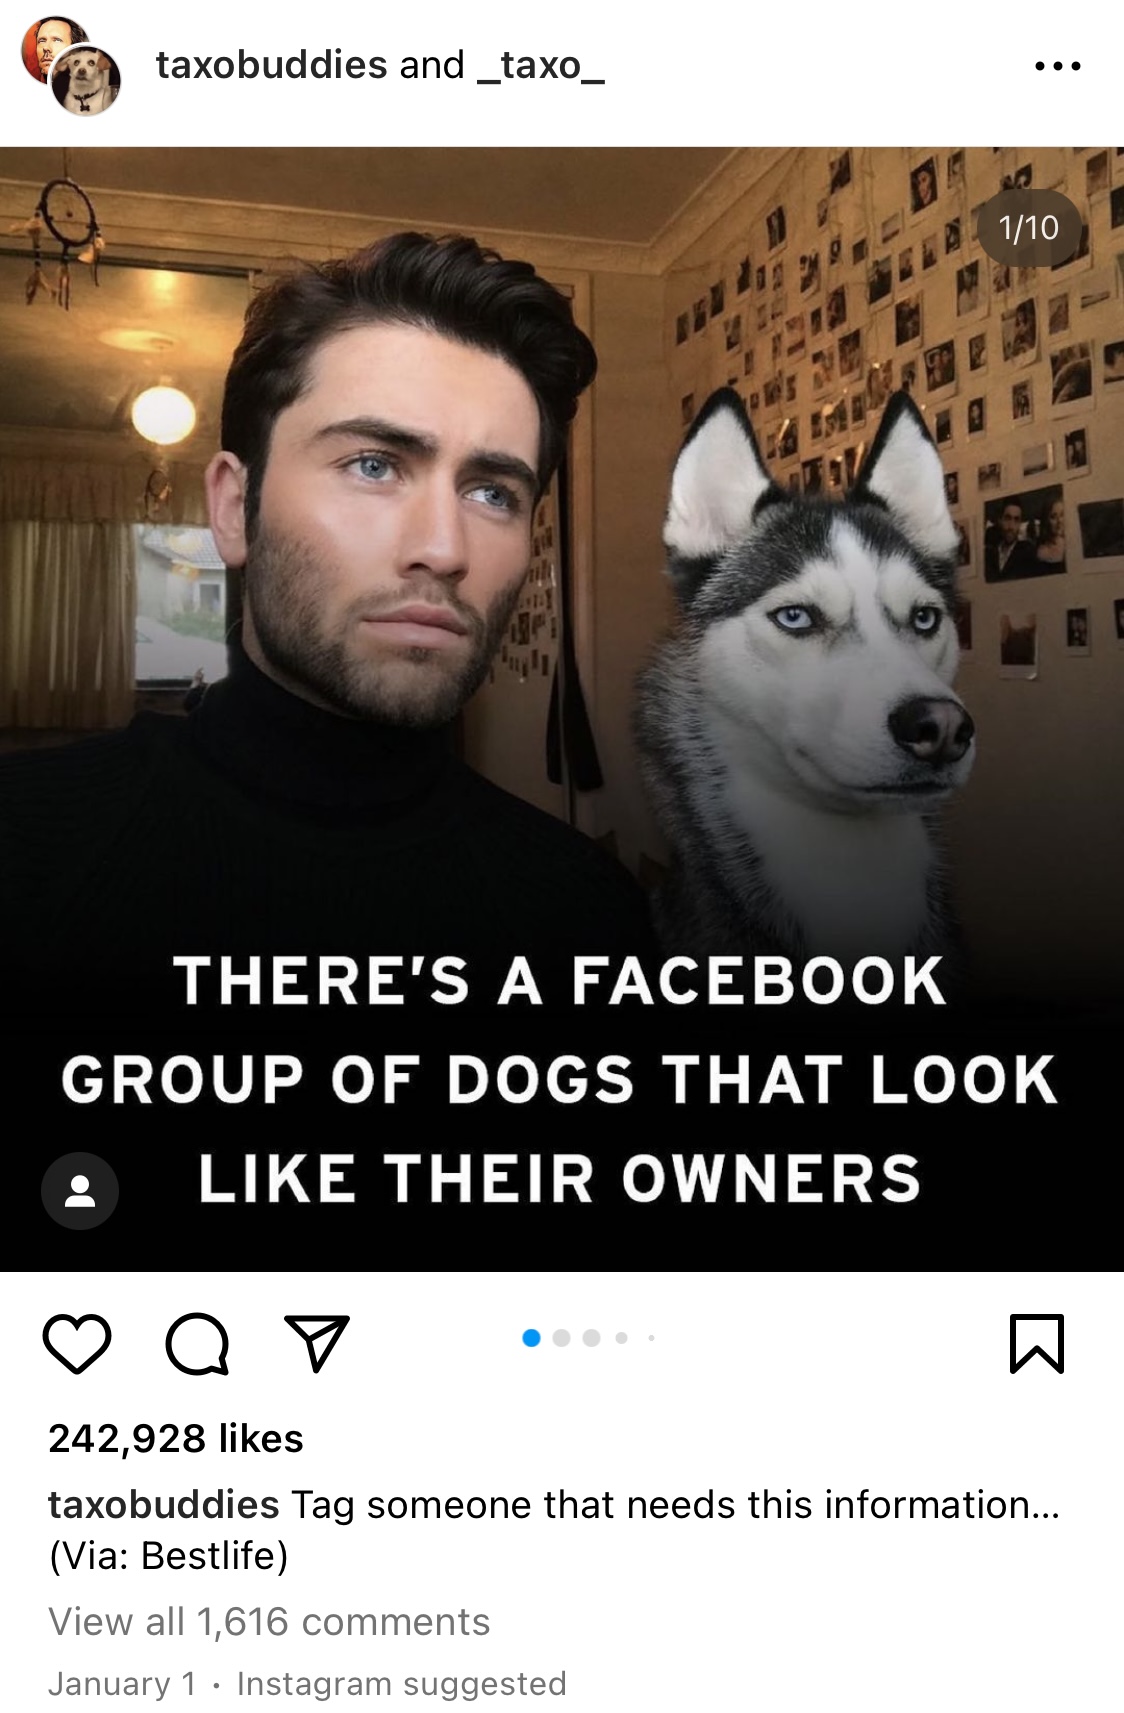 taxobuddies and _taxo_
1/10
THERE'S A FACEBOOK
GROUP OF DOGS THAT LOOK
LIKE THEIR OWNERS
242,928 likes
taxobuddies Tag someone that needs this information...
(Via: Bestlife)
View all 1,616 comments
January 1 · Instagram suggested